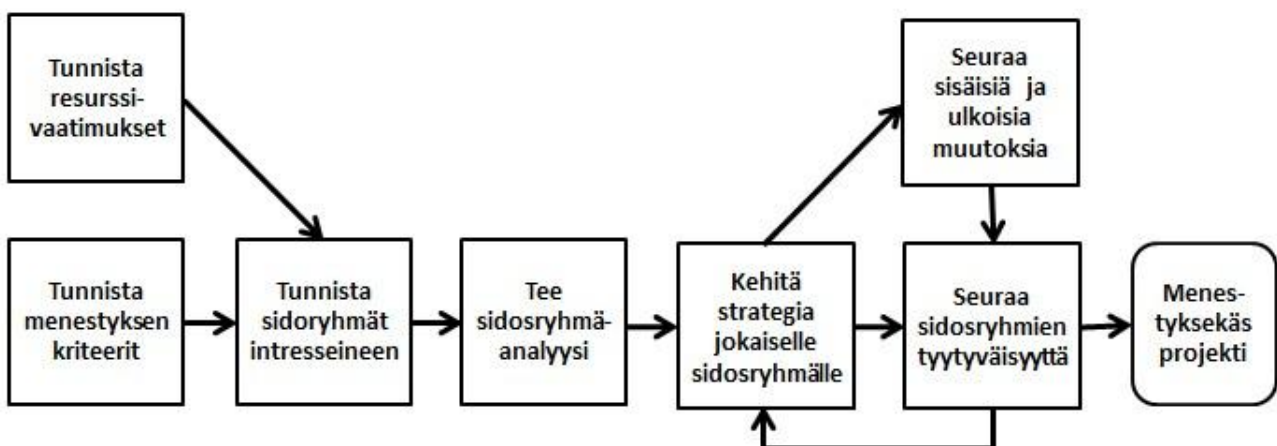 Tunnista
resurssi-
vaatimukset
Seuraa
sisäisiä ja
ulkoisia
muutoksia
Tunnista
menestyksen
kriteerit
Tunnista
sidoryhmät
intresseineen
Tee
sidosryhmä-
analyysi
Kehitä
strategia
jokaiselle
sidosryhmälle
Seuraa
sidosryhmien
tyytyväisyyttä
Menes-
tyksekäs
projekti